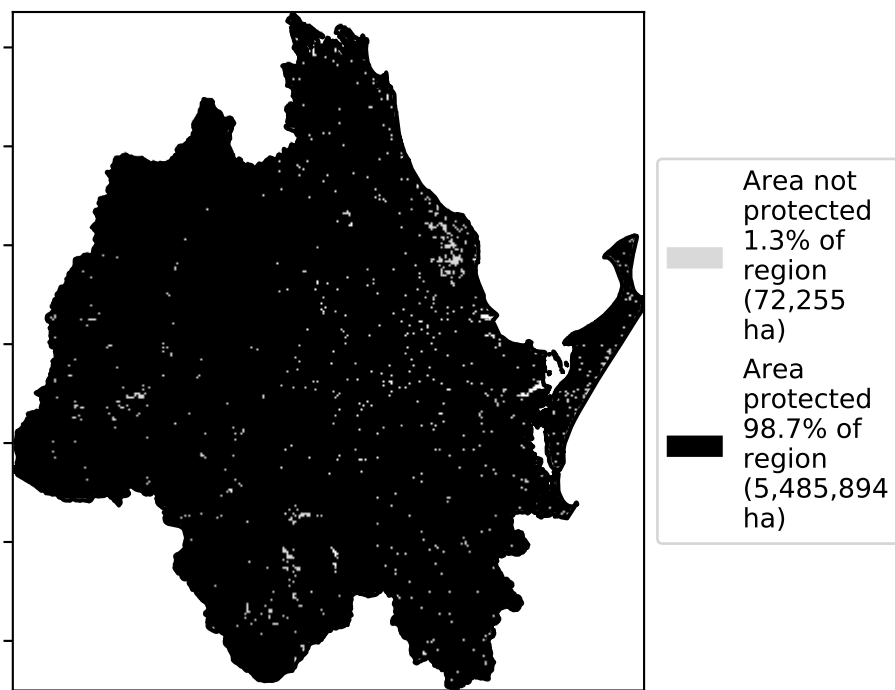 Area not
protected
1.3% of
region
(72,255
ha)
Area
protected
98.7% of
region
(5,485,894
ha)